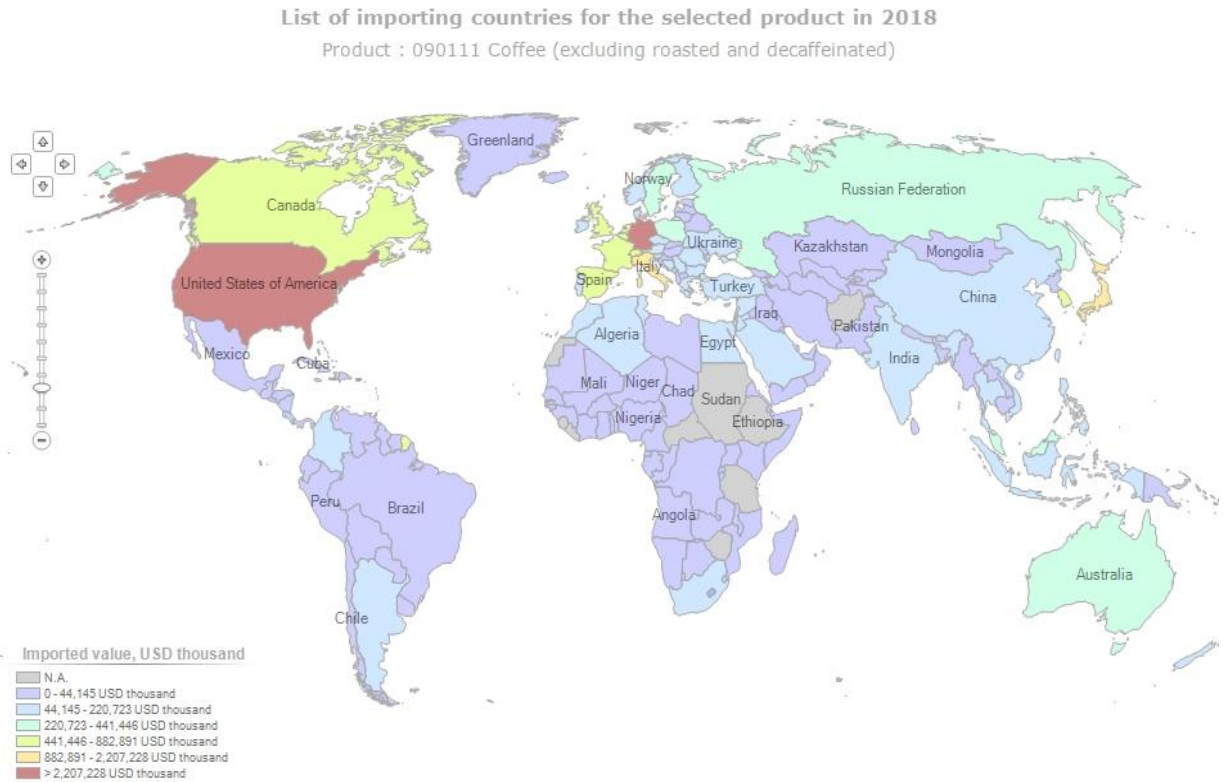 List of importing countries for the selected product in 2018
Product : 090111 Coffee (excluding roasted and decaffeinated)
Greenland
Norway
Russian Federation
Canada
Ukraine
Kazakhstan
Mongolia
Italy
Spain
United States of America
Turkey
China
Iraq
Pakistan
Algeria
Egypt
Mexico
Cuba
India
Mali
Niger
Chad
Sudan
Nigeria
Ethiopia
Peru
Brazil
Angola
Australia
Chile
Imported value, USD thousand
N.A.
0 - 44,145 USD thousand
44,145 - 220,723 USD thousand
220,723 - 441,446 USD thousand
441,446 - 882,891 USD thousand
882,891 - 2,207,228 USD thousand
> 2,207,228 USD thousand